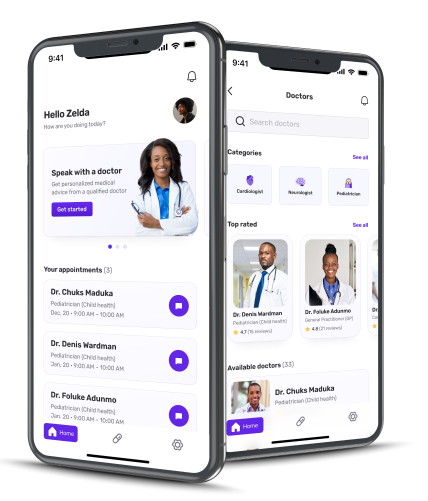 9:41
Hello Zelda
How are you doing today?
Speak with a doctor
Get personalized medical
advice from a qualified doctor
Get started
Your appointments (3)
Dr. Chuks Maduka
Pediatrician (Child health)
Dec, 20 • 9:00 AM - 10:00 AM
Dr. Denis Wardman
Pediatrician (Child health)
Dec, 20 • 9:00 AM - 10:00 AM
Dr. Foluke Adunmo
Pediatrician (Child health)
Jan. 20 • 9:00 AM - 10:00 AM
Home
9:41
Doctors
Search doctors
Categories
See all
Cardiologist
Neurologist
Pediatrician
Top rated
See all
Dr. Denis Wardman
Pediatrician (Child health)
4.7 (16 reviews)
Dr. Foluke Adunmo
General Practitioner (GP)
4.8 (21 reviews)
Available doctors (33)
Dr. Chuks Maduka
Pediatrician (Child health)
Home